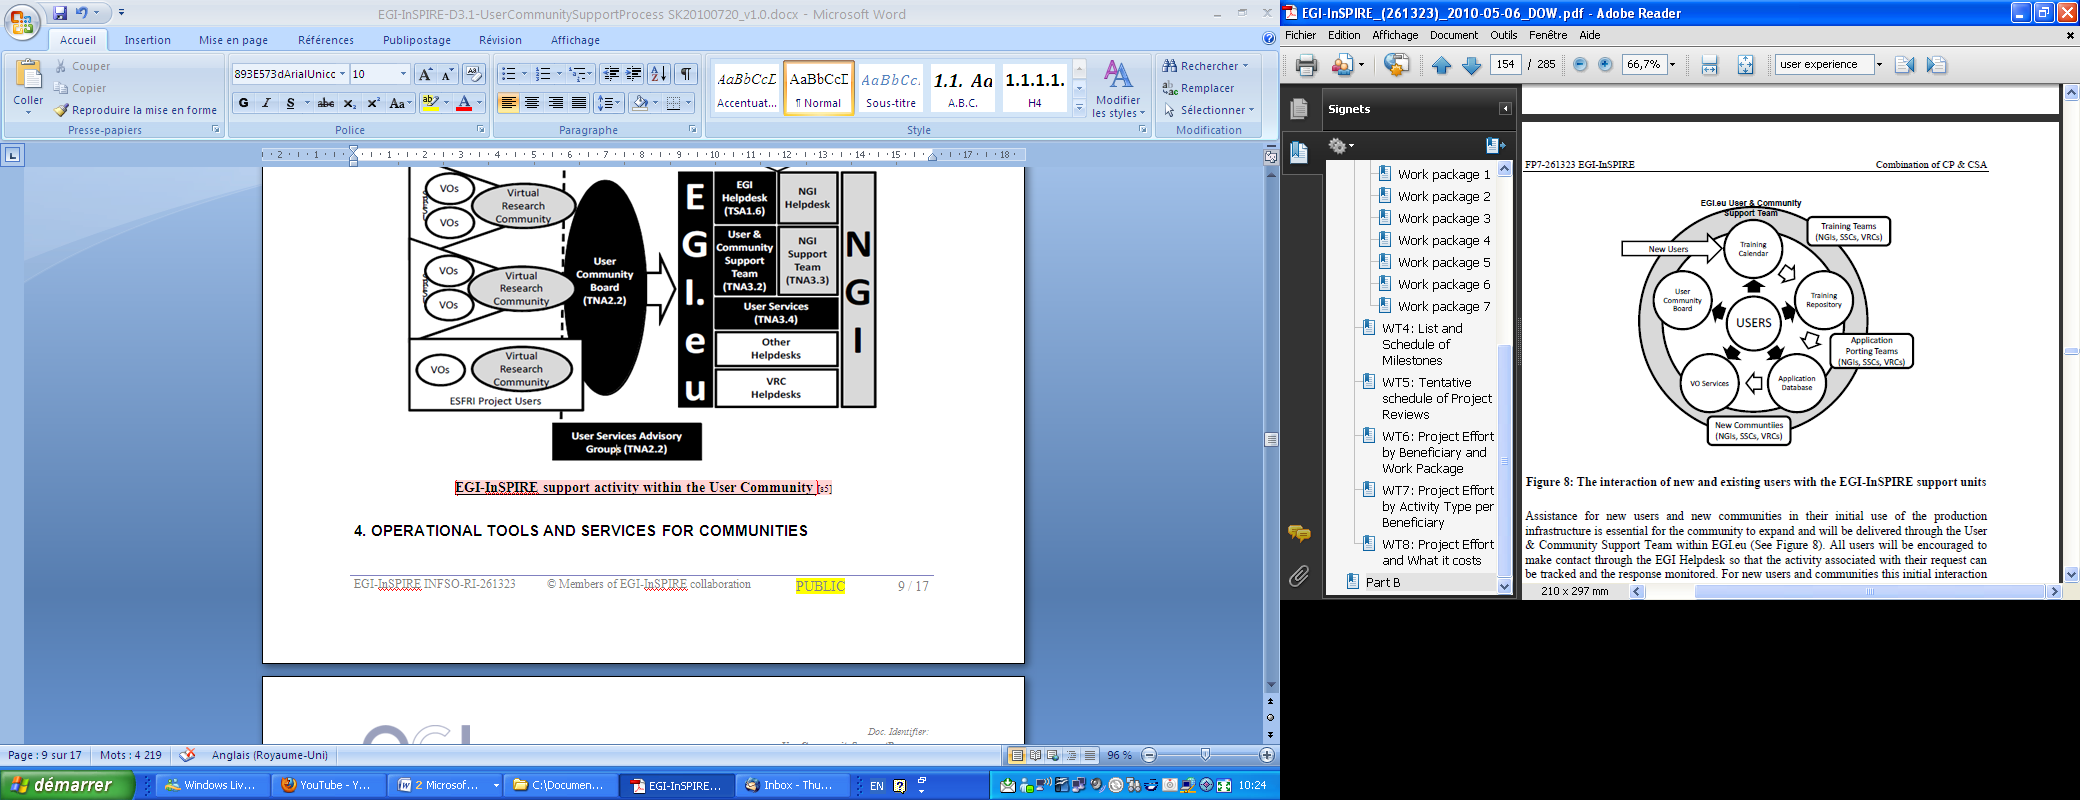 EGI-InSPIRE-D3.1-UserCommunitySupportProcess SK20100720_v1.0.docx - Microsoft Word
Accueil Insertion Mise en page Références Publipostage Révision Affichage
Coller
Couper
Copier
Reproduire la mise en forme
Presse-papiers
893E573dArialUnicc 10
G I S abc x₂ x² Aa
Police
Paragraphe
AaBbCcD AaBbCcD AaBbCc. 1.1. Aa 1.1.1.1.
Accentuat... ¶ Normal Sous-titre A.B.C. H4
Modifier
les styles
Style
Rechercher
Remplacer
Sélectionner
Modification
VOs
VOs
Virtual
Research
Community
VOs
VOs
Virtual
Research
Community
VOs
Virtual
Research
Community
ESFRI Project Users
User
Community
Board
(TNA2.2)
EGI.eu
EGI
Helpdesk
(TSA1.6)
NGI
Helpdesk
User &
Community
Support
Team
(TNA3.2)
NGI
Support
Team
(TNA3.3)
User Services
(TNA3.4)
Other
Helpdesks
VRC
Helpdesks
NGI
User Services Advisory
Groups (TNA2.2)
EGI-InSPIRE support activity within the User Community [s5]
4. OPERATIONAL TOOLS AND SERVICES FOR COMMUNITIES
EGI-InSPIRE INFSO-RI-261323 © Members of EGI-InSPIRE collaboration PUBLIC 9 / 17
Doc. Identifier:
Page : 9 sur 17 Mots : 4 219 Anglais (Royaume-Uni) 96 %
démarrer Windows Liv... YouTube - Y... 2 Microsof... C:\Documen... EGI-InSPIRE... Inbox - Thu... EN 10:24
EGI-InSPIRE_(261323)_2010-05-06_DOW.pdf - Adobe Reader
Fichier Edition Affichage Document Outils Fenêtre Aide
154 / 285 66,7% user experience
Signets
Work package 1
Work package 2
Work package 3
Work package 4
Work package 5
Work package 6
Work package 7
WT4: List and
Schedule of
Milestones
WT5: Tentative
schedule of Project
Reviews
WT6: Project Effort
by Beneficiary and
Work Package
WT7: Project Effort
by Activity Type per
Beneficiary
WT8: Project Effort
and What it costs
Part B
FP7-261323 EGI-InSPIRE Combination of CP & CSA
EGI.eu User & Community
Support Team
Training Teams
(NGIs, SSCs, VRCs)
New Users
Training
Calendar
User
Community
Board
Training
Repository
USERS
Application
Porting Teams
(NGIs, SSCs, VRCs)
VO Services
Application
Database
New Communtiies
(NGIs, SSCs, VRCs)
Figure 8: The interaction of new and existing users with the EGI-InSPIRE support units
Assistance for new users and new communities in their initial use of the production
infrastructure is essential for the community to expand and will be delivered through the User
& Community Support Team within EGI.eu (See Figure 8). All users will be encouraged to
make contact through the EGI Helpdesk so that the activity associated with their request can
be tracked and the response monitored. For new users and communities this initial interaction
210 x 297 mm